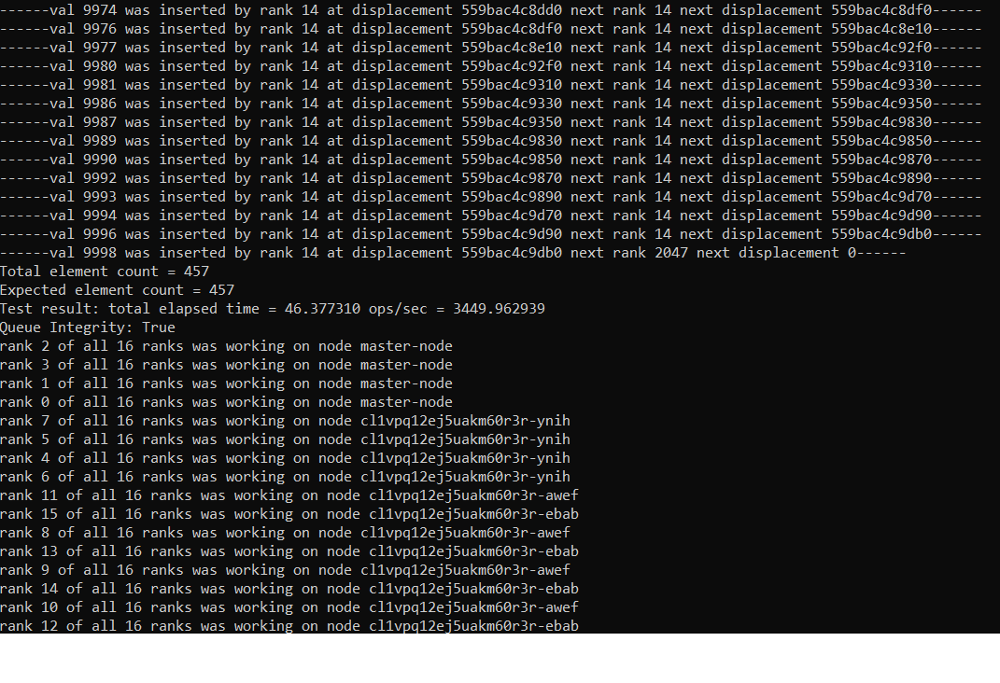 ------val 9974 was inserted by rank 14 at displacement 559bac4c8dd0 next rank 14 next displacement 559bac4c8df0------
------val 9976 was inserted by rank 14 at displacement 559bac4c8df0 next rank 14 next displacement 559bac4c8e10------
------val 9977 was inserted by rank 14 at displacement 559bac4c8e10 next rank 14 next displacement 559bac4c92f0------
------val 9980 was inserted by rank 14 at displacement 559bac4c92f0 next rank 14 next displacement 559bac4c9310------
------val 9981 was inserted by rank 14 at displacement 559bac4c9310 next rank 14 next displacement 559bac4c9330------
------val 9986 was inserted by rank 14 at displacement 559bac4c9330 next rank 14 next displacement 559bac4c9350------
------val 9987 was inserted by rank 14 at displacement 559bac4c9350 next rank 14 next displacement 559bac4c9830------
------val 9989 was inserted by rank 14 at displacement 559bac4c9830 next rank 14 next displacement 559bac4c9850------
------val 9990 was inserted by rank 14 at displacement 559bac4c9850 next rank 14 next displacement 559bac4c9870------
------val 9992 was inserted by rank 14 at displacement 559bac4c9870 next rank 14 next displacement 559bac4c9890------
------val 9993 was inserted by rank 14 at displacement 559bac4c9890 next rank 14 next displacement 559bac4c9d70------
------val 9994 was inserted by rank 14 at displacement 559bac4c9d70 next rank 14 next displacement 559bac4c9d90------
------val 9996 was inserted by rank 14 at displacement 559bac4c9d90 next rank 14 next displacement 559bac4c9db0------
------val 9998 was inserted by rank 14 at displacement 559bac4c9db0 next rank 2047 next displacement 0------
Total element count = 457
Expected element count = 457
Test result: total elapsed time = 46.377310 ops/sec = 3449.962939
Queue Integrity: True
rank 2 of all 16 ranks was working on node master-node
rank 3 of all 16 ranks was working on node master-node
rank 1 of all 16 ranks was working on node master-node
rank 0 of all 16 ranks was working on node master-node
rank 7 of all 16 ranks was working on node cl1vpq12ej5uakm60r3r-ynih
rank 5 of all 16 ranks was working on node cl1vpq12ej5uakm60r3r-ynih
rank 4 of all 16 ranks was working on node cl1vpq12ej5uakm60r3r-ynih
rank 6 of all 16 ranks was working on node cl1vpq12ej5uakm60r3r-ynih
rank 11 of all 16 ranks was working on node cl1vpq12ej5uakm60r3r-awef
rank 15 of all 16 ranks was working on node cl1vpq12ej5uakm60r3r-ebab
rank 8 of all 16 ranks was working on node cl1vpq12ej5uakm60r3r-awef
rank 13 of all 16 ranks was working on node cl1vpq12ej5uakm60r3r-ebab
rank 9 of all 16 ranks was working on node cl1vpq12ej5uakm60r3r-awef
rank 14 of all 16 ranks was working on node cl1vpq12ej5uakm60r3r-ebab
rank 10 of all 16 ranks was working on node cl1vpq12ej5uakm60r3r-awef
rank 12 of all 16 ranks was working on node cl1vpq12ej5uakm60r3r-ebab